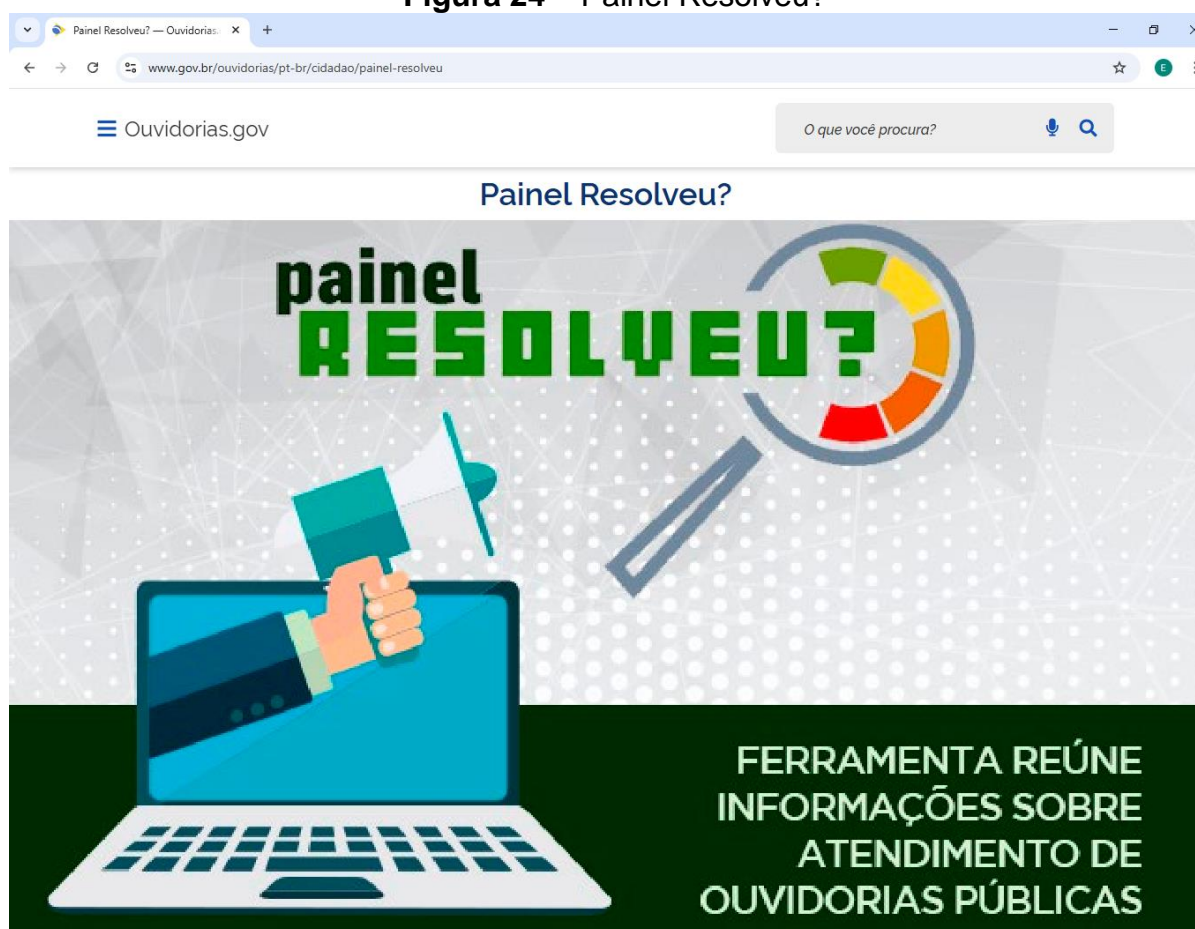 Figura 24 – Painel Resolveu?
Painel Resolveu? — Ouvidorias.
www.gov.br/ouvidorias/pt-br/cidadao/painel-resolveu
E
Ouvidorias.gov
O que você procura?
Painel Resolveu?
painel
RESOLVEU?
FERRAMENTA REÚNE
INFORMAÇÕES SOBRE
ATENDIMENTO DE
OUVIDORIAS PÚBLICAS